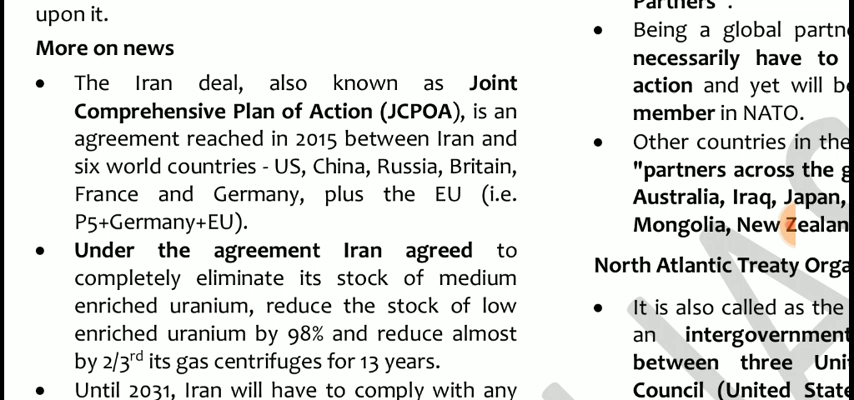 upon it.
More on news
• The Iran deal, also known as Joint
Comprehensive Plan of Action (JCPOA), is an
agreement reached in 2015 between Iran and
six world countries - US, China, Russia, Britain,
France and Germany, plus the EU (i.e.
P5+Germany+EU).
• Under the agreement Iran agreed to
completely eliminate its stock of medium
enriched uranium, reduce the stock of low
enriched uranium by 98% and reduce almost
by 2/3rd its gas centrifuges for 13 years.
• Until 2031, Iran will have to comply with any
Partners".
• Being a global partn
necessarily have to
action and yet will b
member in NATO.
• Other countries in the
"partners across the g
Australia, Iraq, Japan,
Mongolia, New Zealan
North Atlantic Treaty Orga
• It is also called as the
an intergovernment
between three Uni
Council (United State
IAS